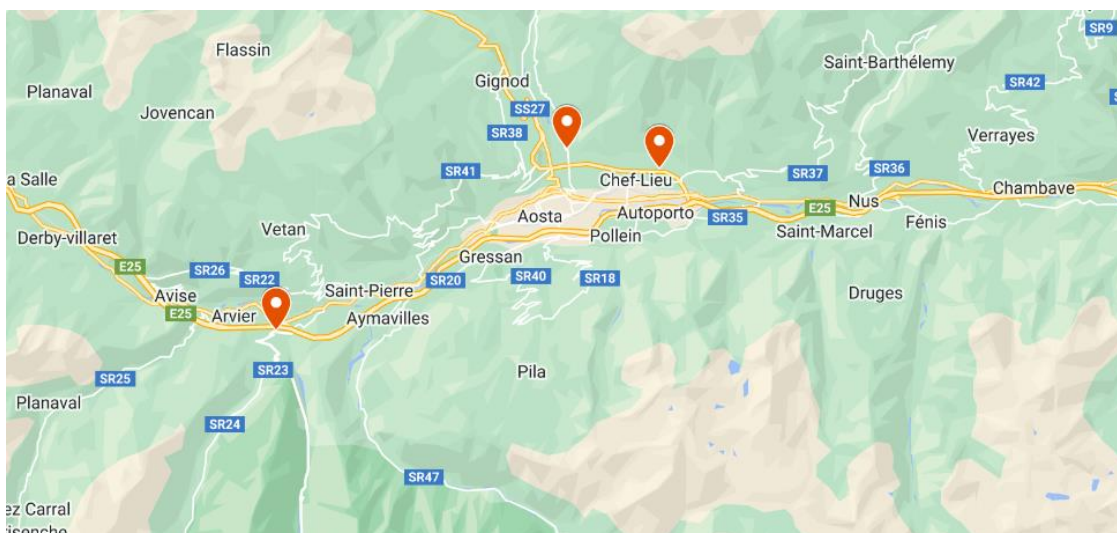 Flassin
Gignod
SR9
Saint-Barthélemy
Planaval
Jovencan
SS27
SR42
SR38
Verrayes
a Salle
SR41
Chef-Lieu
SR37
SR36
Chambave
Nus
Aosta
Autoporto
SR35
E25
Fénis
Derby-villaret
Vetan
Pollein
Saint-Marcel
Gressan
E25
SR26
SR22
SR20
SR40
SR18
Saint-Pierre
Druges
Avise
E25
Arvier
Aymavilles
SR23
Pila
SR25
Planaval
SR24
SR47
ez Carral
risenche